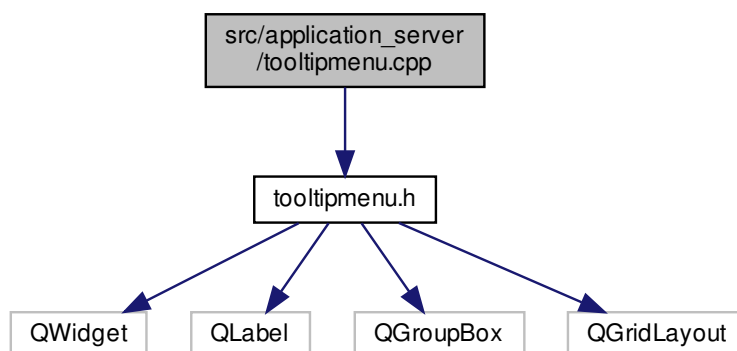 src/application_server
/tooltipmenu.cpp
tooltipmenu.h
QWidget
QLabel
QGroupBox
QGridLayout